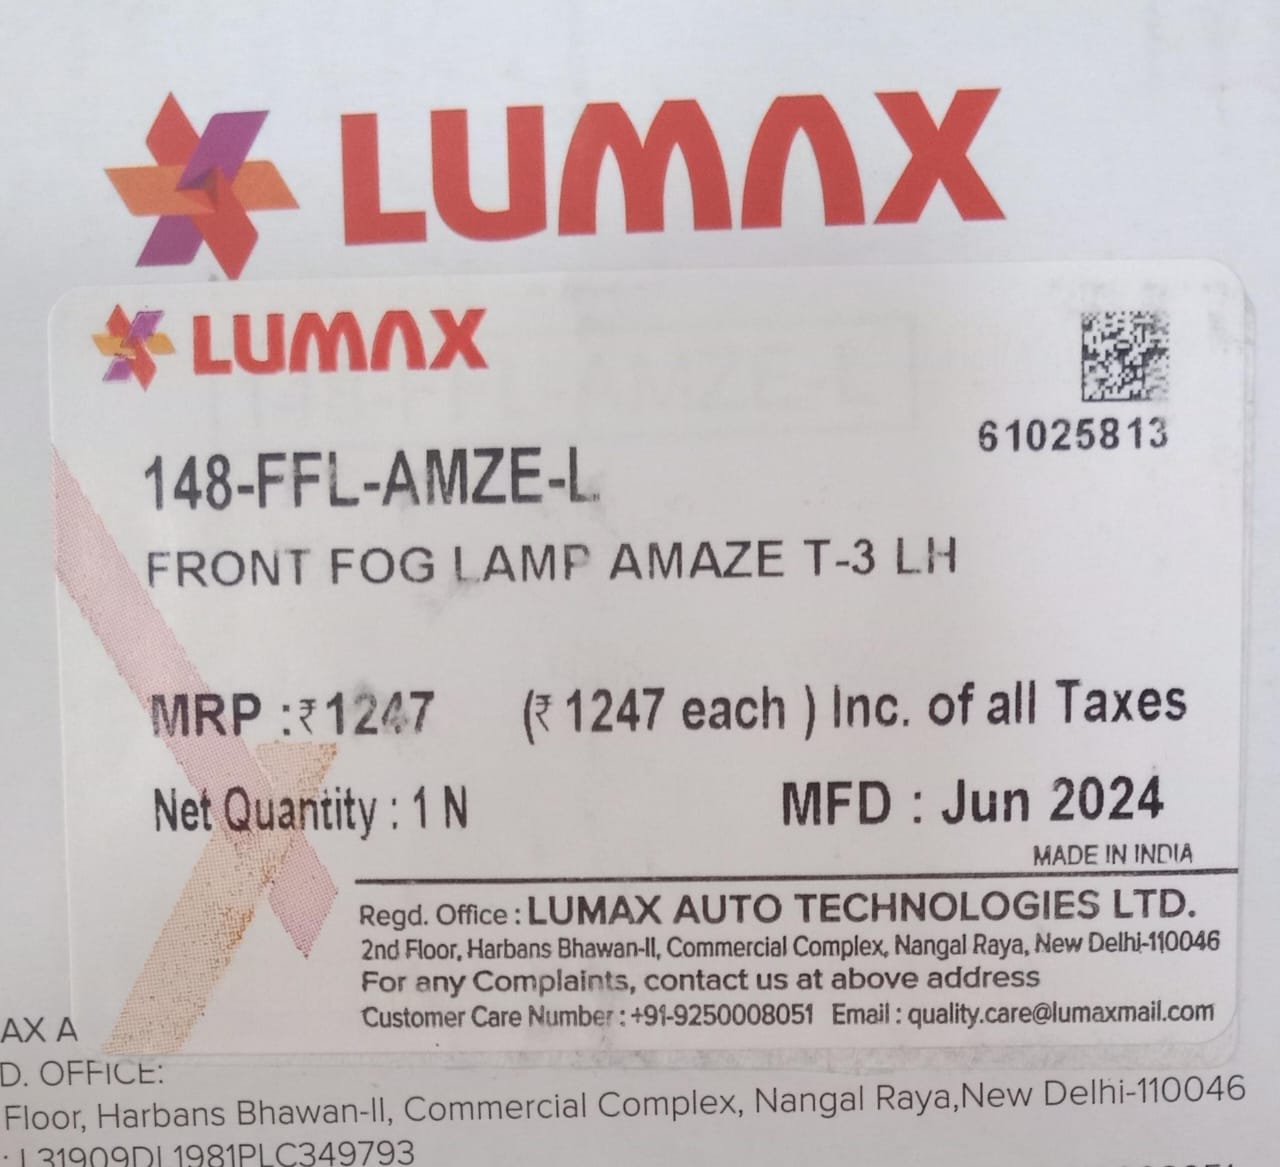 LUMAX
LUMAX
61025813
148-FFL-AMZE-L
FRONT FOG LAMP AMAZE T-3 LH
MRP :₹1247 (₹ 1247 each ) Inc. of all Taxes
Net Quantity : 1 N MFD : Jun 2024
MADE IN INDIA
Regd. Office : LUMAX AUTO TECHNOLOGIES LTD.
2nd Floor, Harbans Bhawan-II, Commercial Complex, Nangal Raya, New Delhi-110046
For any Complaints, contact us at above address
Customer Care Number : +91-9250008051 Email : quality.care@lumaxmail.com
AX A
D. OFFICE:
Floor, Harbans Bhawan-II, Commercial Complex, Nangal Raya,New Delhi-110046
: L31909DL1981PLC349793